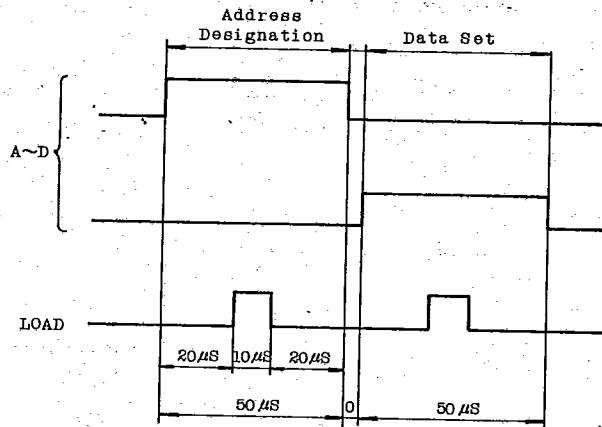 Address
Designation
Data Set
A~D
LOAD
20μS 10μS 20μS
50μS 0 50μS